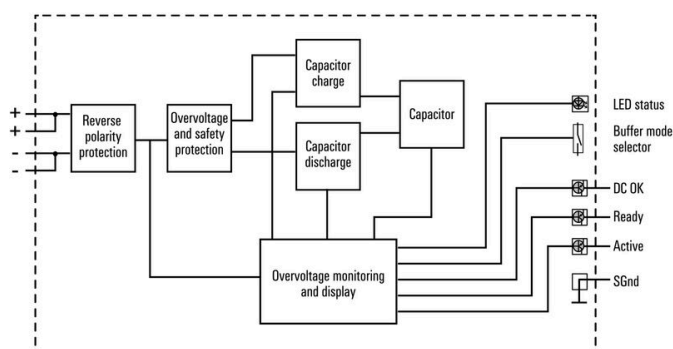 +
+
-
-
Reverse
polarity
protection
Overvoltage
and safety
protection
Capacitor
charge
Capacitor
discharge
Capacitor
Overvoltage monitoring
and display
LED status
Buffer mode
selector
DC OK
Ready
Active
SGnd